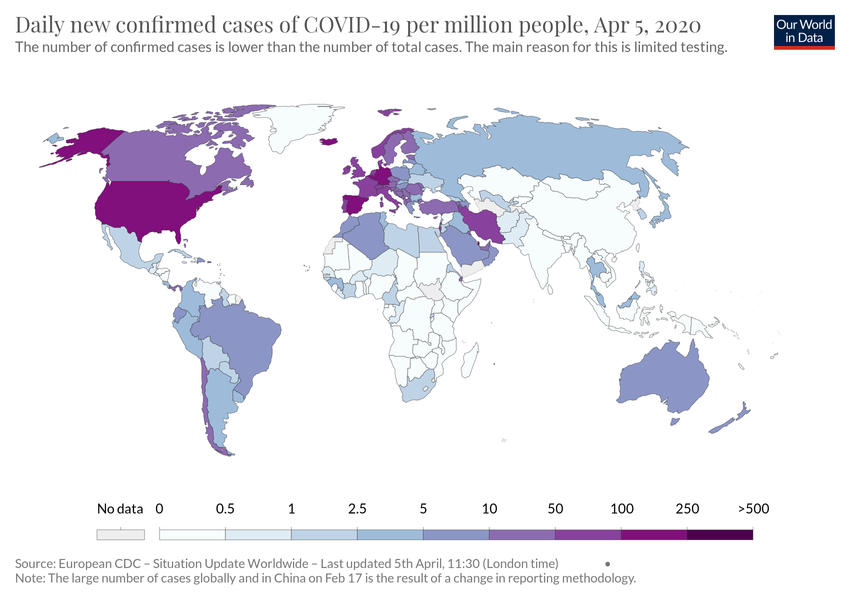 Daily new confirmed cases of COVID-19 per million people, Apr 5, 2020
The number of confirmed cases is lower than the number of total cases. The main reason for this is limited testing.
Our World
in Data
No data 0 0.5 1 2.5 5 10 50 100 250 >500
Source: European CDC – Situation Update Worldwide – Last updated 5th April, 11:30 (London time)
Note: The large number of cases globally and in China on Feb 17 is the result of a change in reporting methodology.